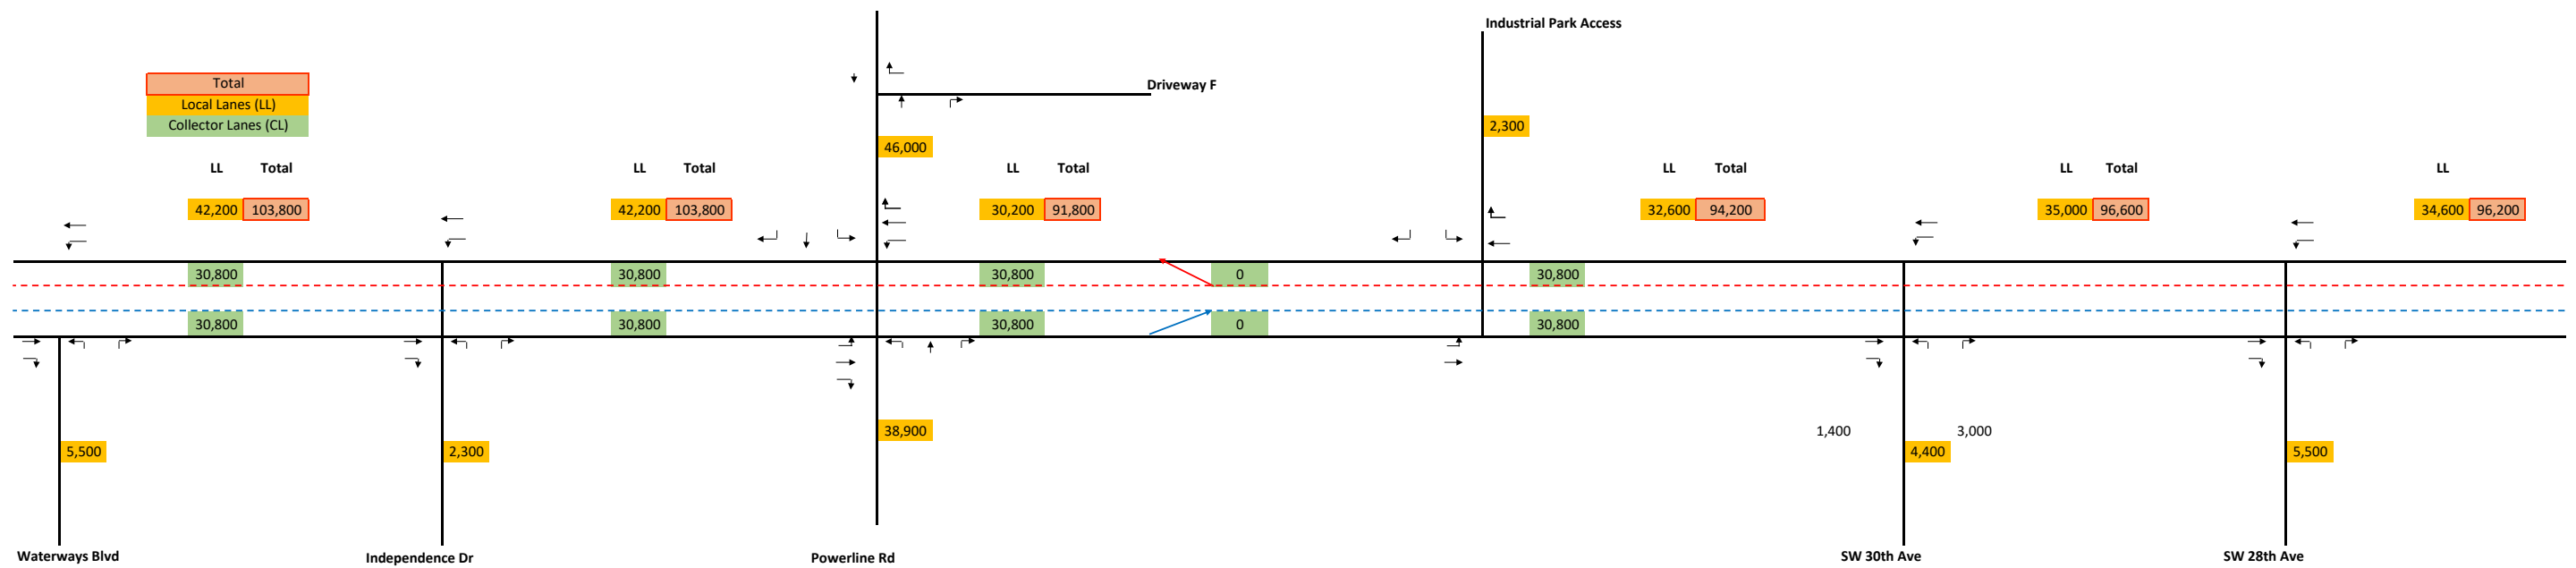 Industrial Park Access
Total
Local Lanes (LL)
Collector Lanes (CL)
Driveway F
2,300
46,000
LL Total LL Total LL Total LL Total LL Total LL
42,200 103,800 42,200 103,800 30,200 91,800 32,600 94,200 35,000 96,600 34,600 96,200
30,800 30,800 30,800 0 30,800
30,800 30,800 30,800 0 30,800
38,900 1,400 3,000
5,500 2,300 4,400 5,500
Waterways Blvd Independence Dr Powerline Rd SW 30th Ave SW 28th Ave